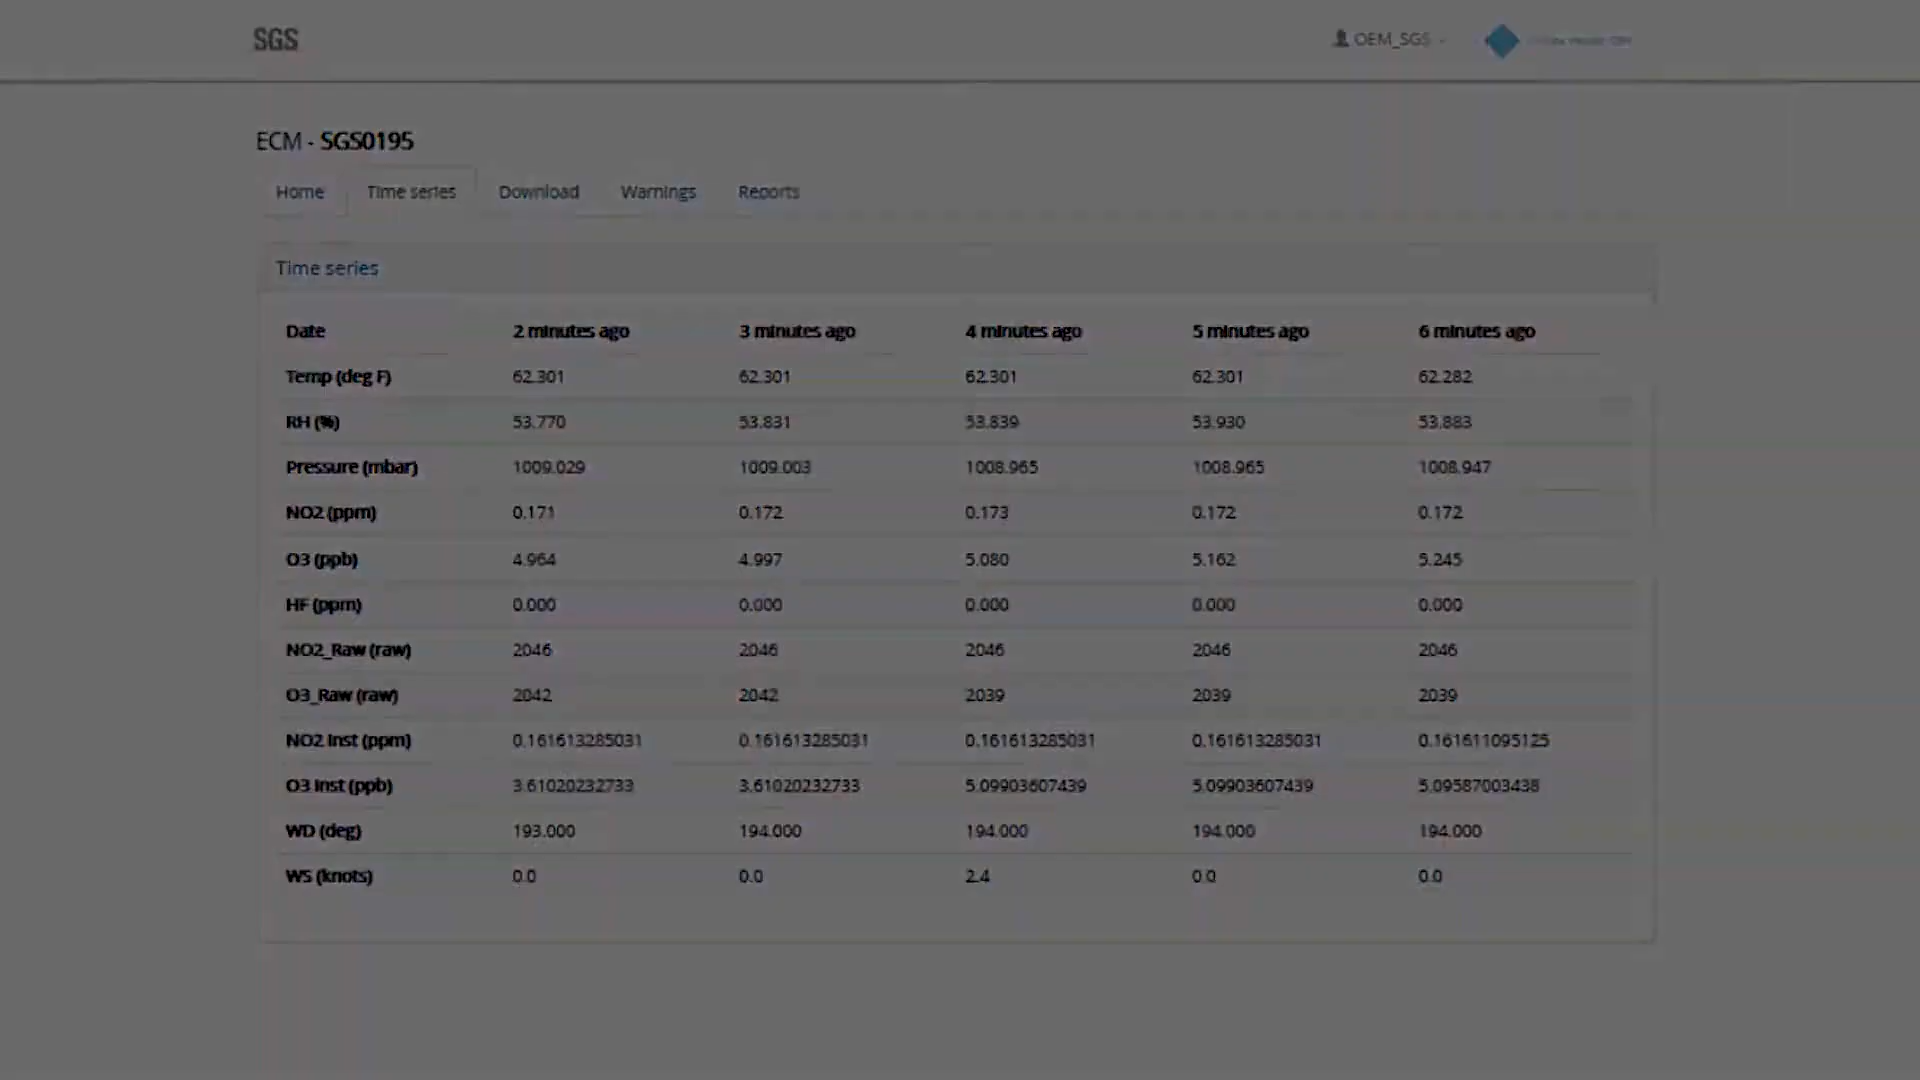 SGS
OEM_SGS
ECM - SGS0195
Home Time series Download Warnings Reports
Time series
Date 2 minutes ago 3 minutes ago 4 minutes ago 5 minutes ago 6 minutes ago
Temp (deg F) 62.301 62.301 62.301 62.301 62.282
RH (%) 53.770 53.831 53.839 53.930 53.883
Pressure (mbar) 1009.029 1009.003 1008.965 1008.965 1008.947
NO2 (ppm) 0.171 0.172 0.173 0.172 0.172
O3 (ppb) 4.964 4.997 5.080 5.162 5.245
HF (ppm) 0.000 0.000 0.000 0.000 0.000
NO2_Raw (raw) 2046 2046 2046 2046 2046
O3_Raw (raw) 2042 2042 2039 2039 2039
NO2 Inst (ppm) 0.161613285031 0.161613285031 0.161613285031 0.161613285031 0.161611095125
O3 Inst (ppb) 3.61020232733 3.61020232733 5.09903607439 5.09903607439 5.09587003438
WD (deg) 193.000 194.000 194.000 194.000 194.000
WS (knots) 0.0 0.0 2.4 0.0 0.0